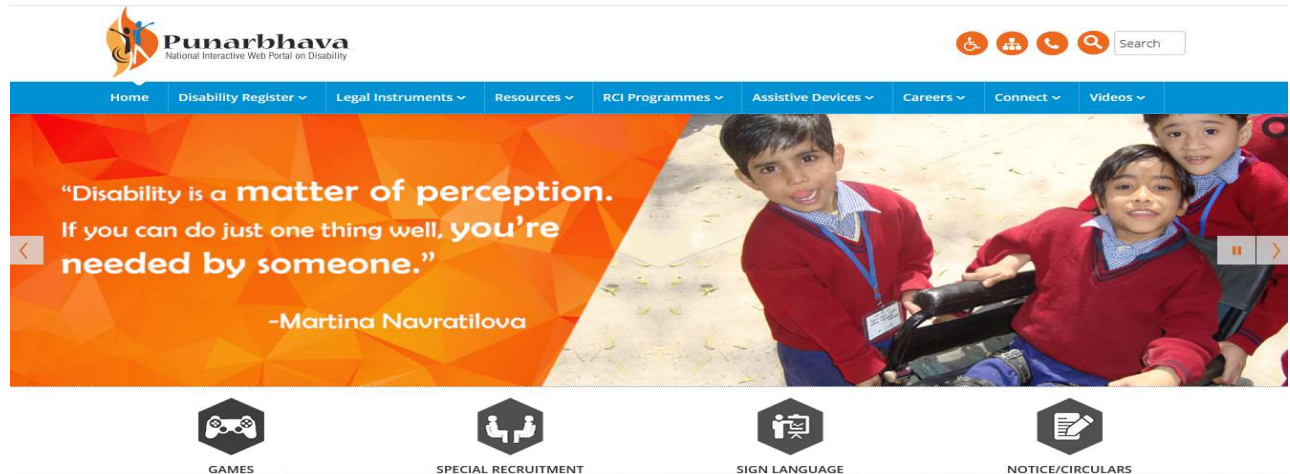 Punarbhava
National Interactive Web Portal on Disability
Search
Home Disability Register Legal Instruments Resources RCI Programmes Assistive Devices Careers Connect Videos
“Disability is a matter of perception.
If you can do just one thing well, you’re
needed by someone.”
-Martina Navratilova
GAMES SPECIAL RECRUITMENT SIGN LANGUAGE NOTICE/CIRCULARS